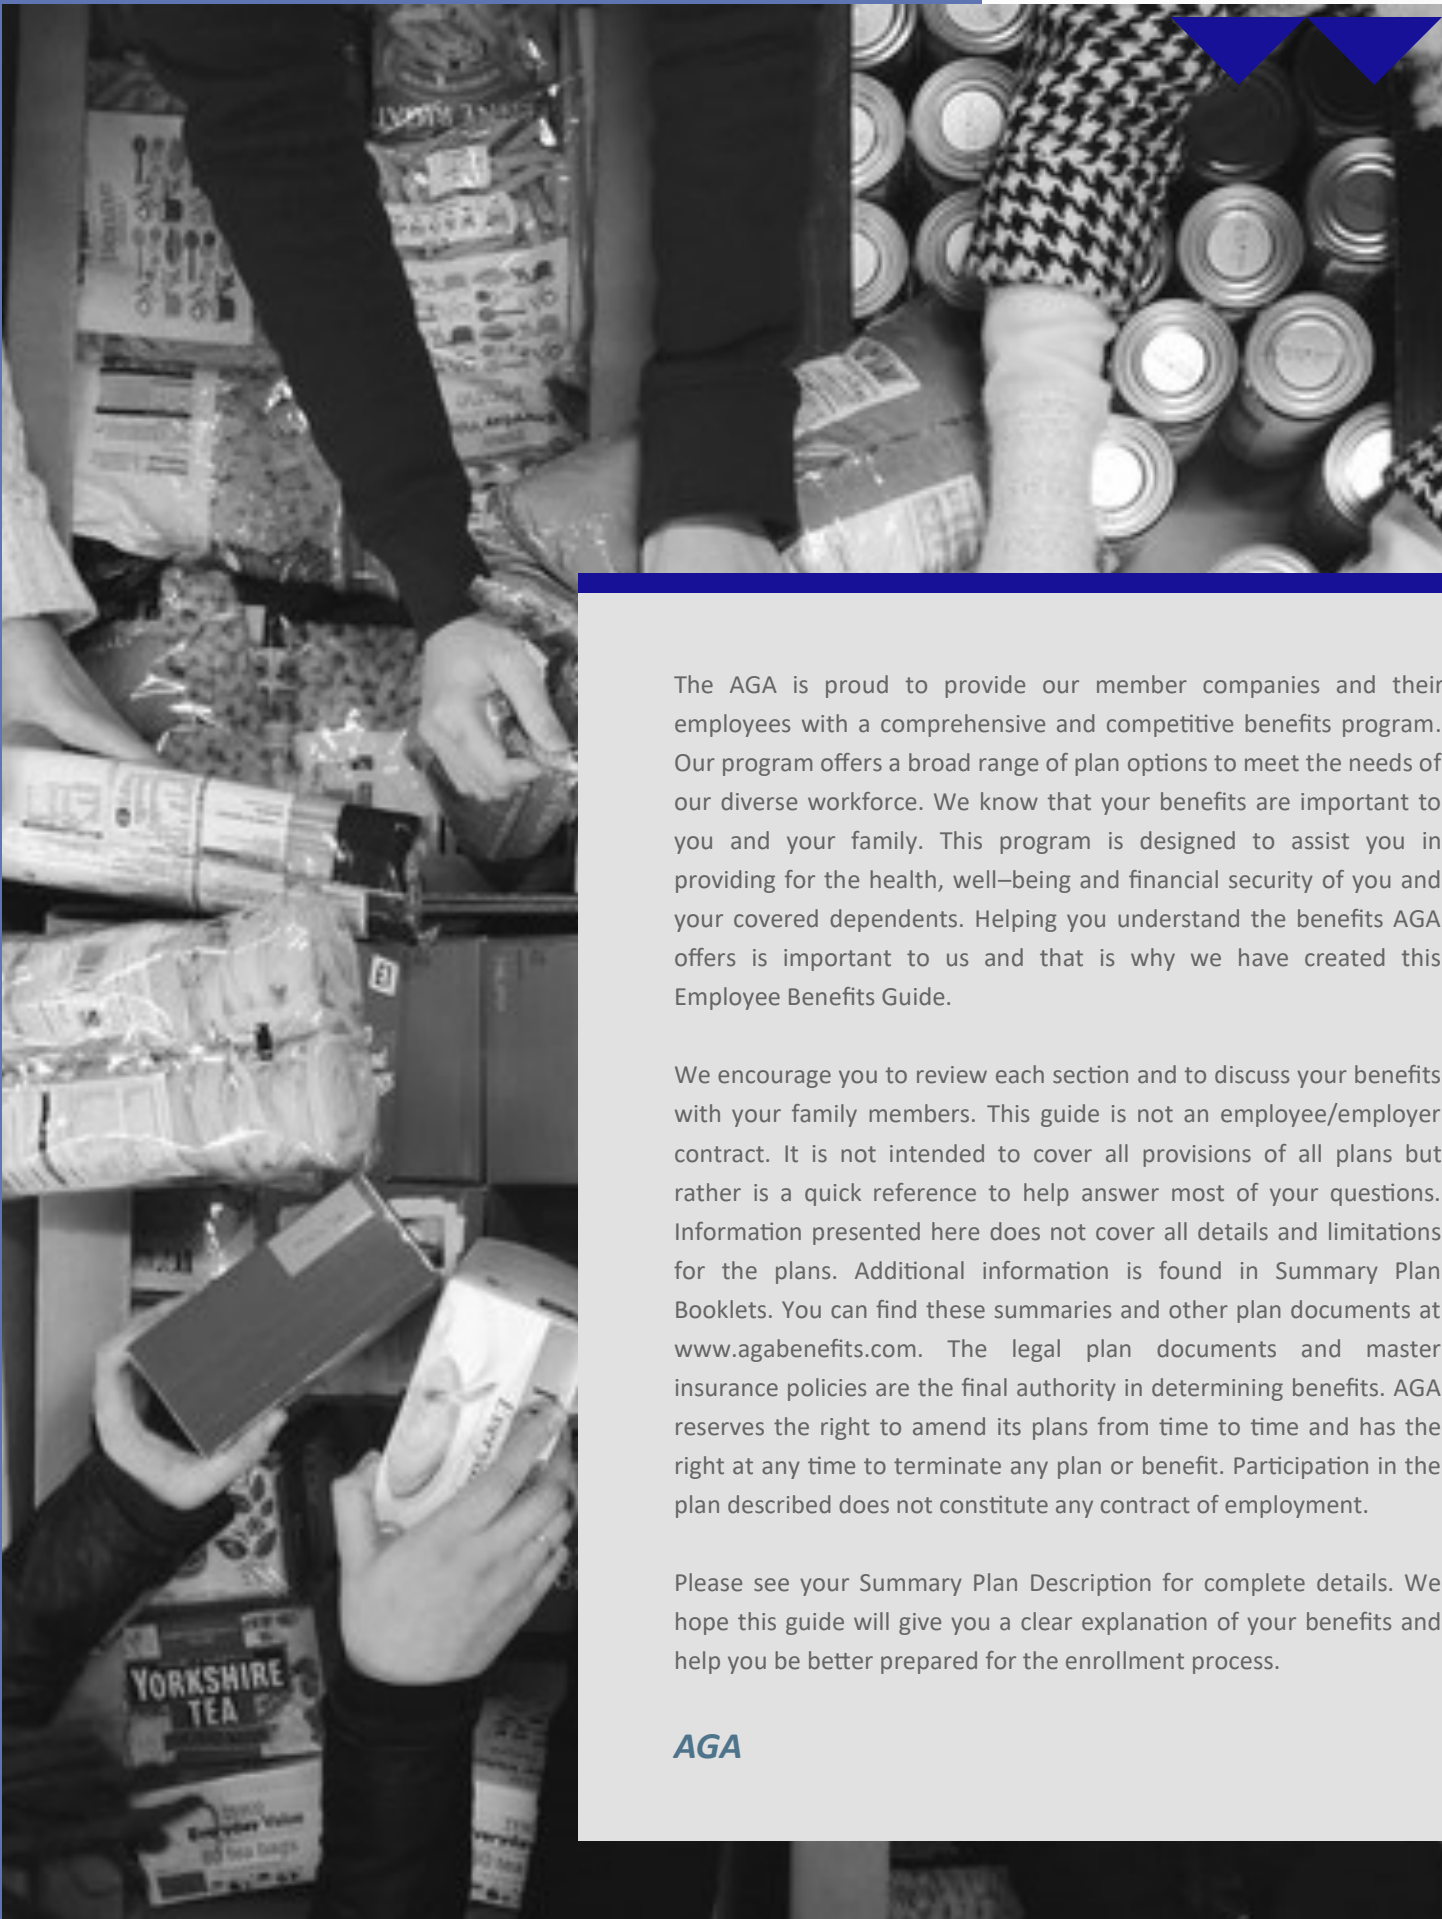 YORKSHIRE
TEA
Everyday Value
80 tea bags
The AGA is proud to provide our member companies and their
employees with a comprehensive and competitive benefits program.
Our program offers a broad range of plan options to meet the needs of
our diverse workforce. We know that your benefits are important to
you and your family. This program is designed to assist you in
providing for the health, well–being and financial security of you and
your covered dependents. Helping you understand the benefits AGA
offers is important to us and that is why we have created this
Employee Benefits Guide.
We encourage you to review each section and to discuss your benefits
with your family members. This guide is not an employee/employer
contract. It is not intended to cover all provisions of all plans but
rather is a quick reference to help answer most of your questions.
Information presented here does not cover all details and limitations
for the plans. Additional information is found in Summary Plan
Booklets. You can find these summaries and other plan documents at
www.agabenefits.com. The legal plan documents and master
insurance policies are the final authority in determining benefits. AGA
reserves the right to amend its plans from time to time and has the
right at any time to terminate any plan or benefit. Participation in the
plan described does not constitute any contract of employment.
Please see your Summary Plan Description for complete details. We
hope this guide will give you a clear explanation of your benefits and
help you be better prepared for the enrollment process.
AGA